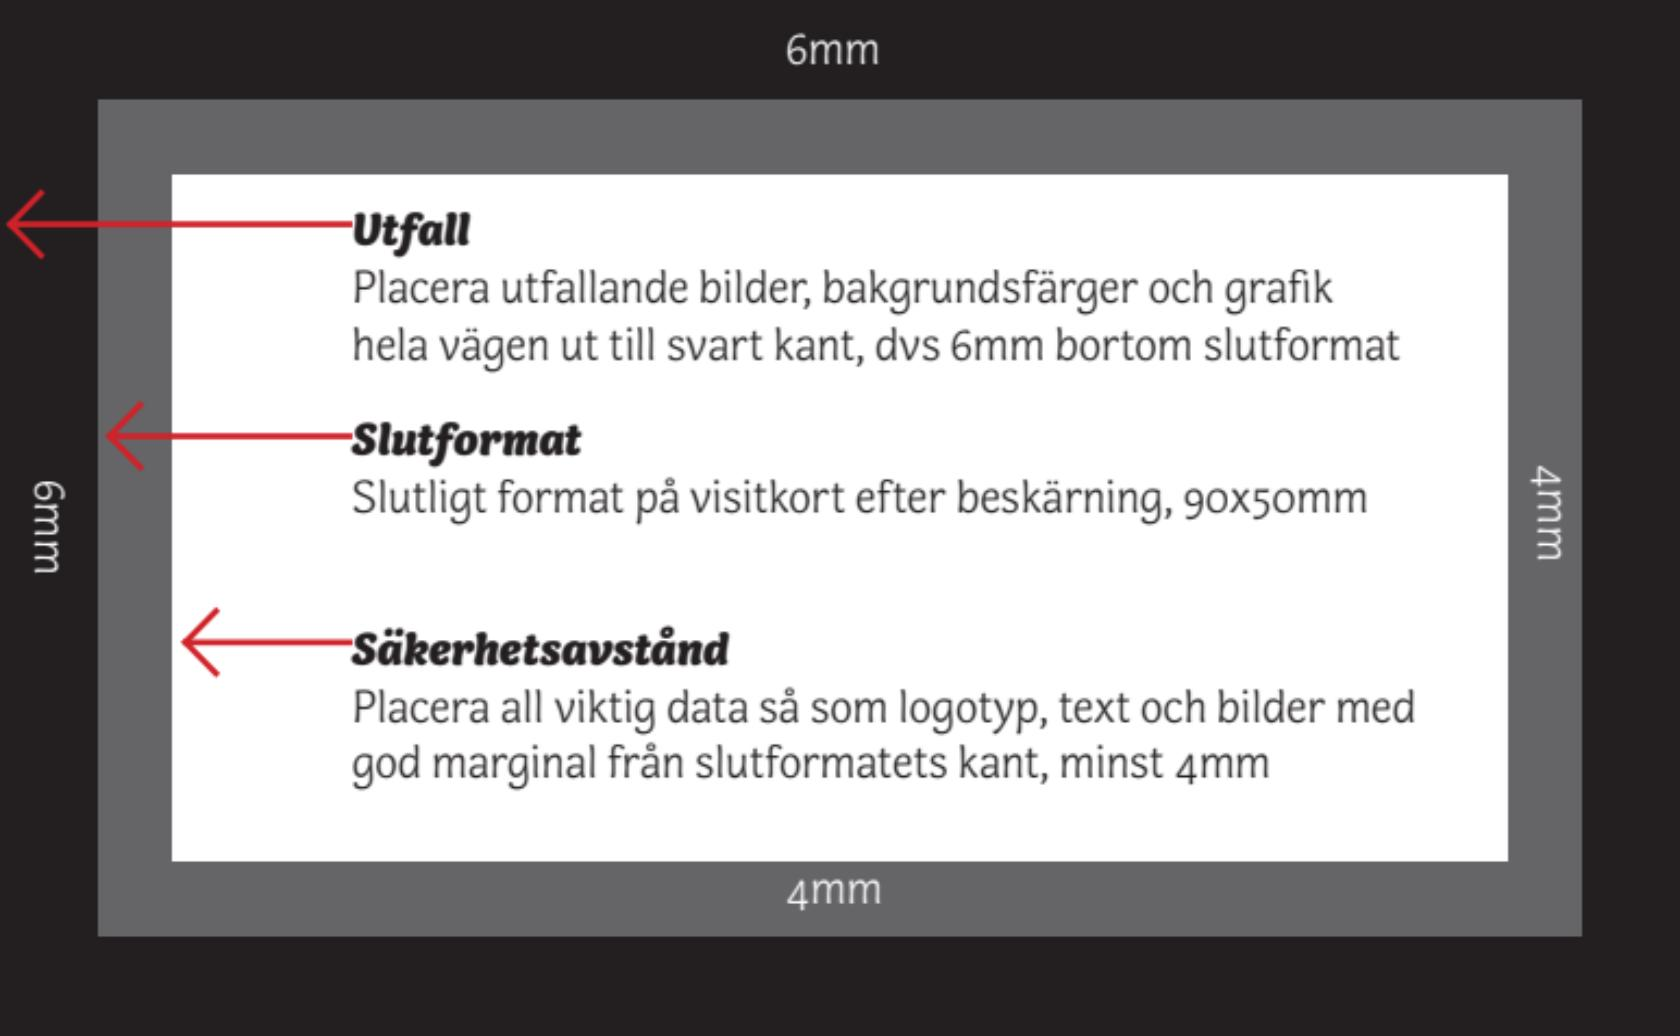 6mm
Utfall
Placera utfallande bilder, bakgrundsfärger och grafik
hela vägen ut till svart kant, dvs 6mm bortom slutformat
Slutformat
Slutligt format på visitkort efter beskärning, 90x50mm
6mm
4mm
Säkerhetsavstånd
Placera all viktig data så som logotyp, text och bilder med
god marginal från slutformatets kant, minst 4mm
4mm